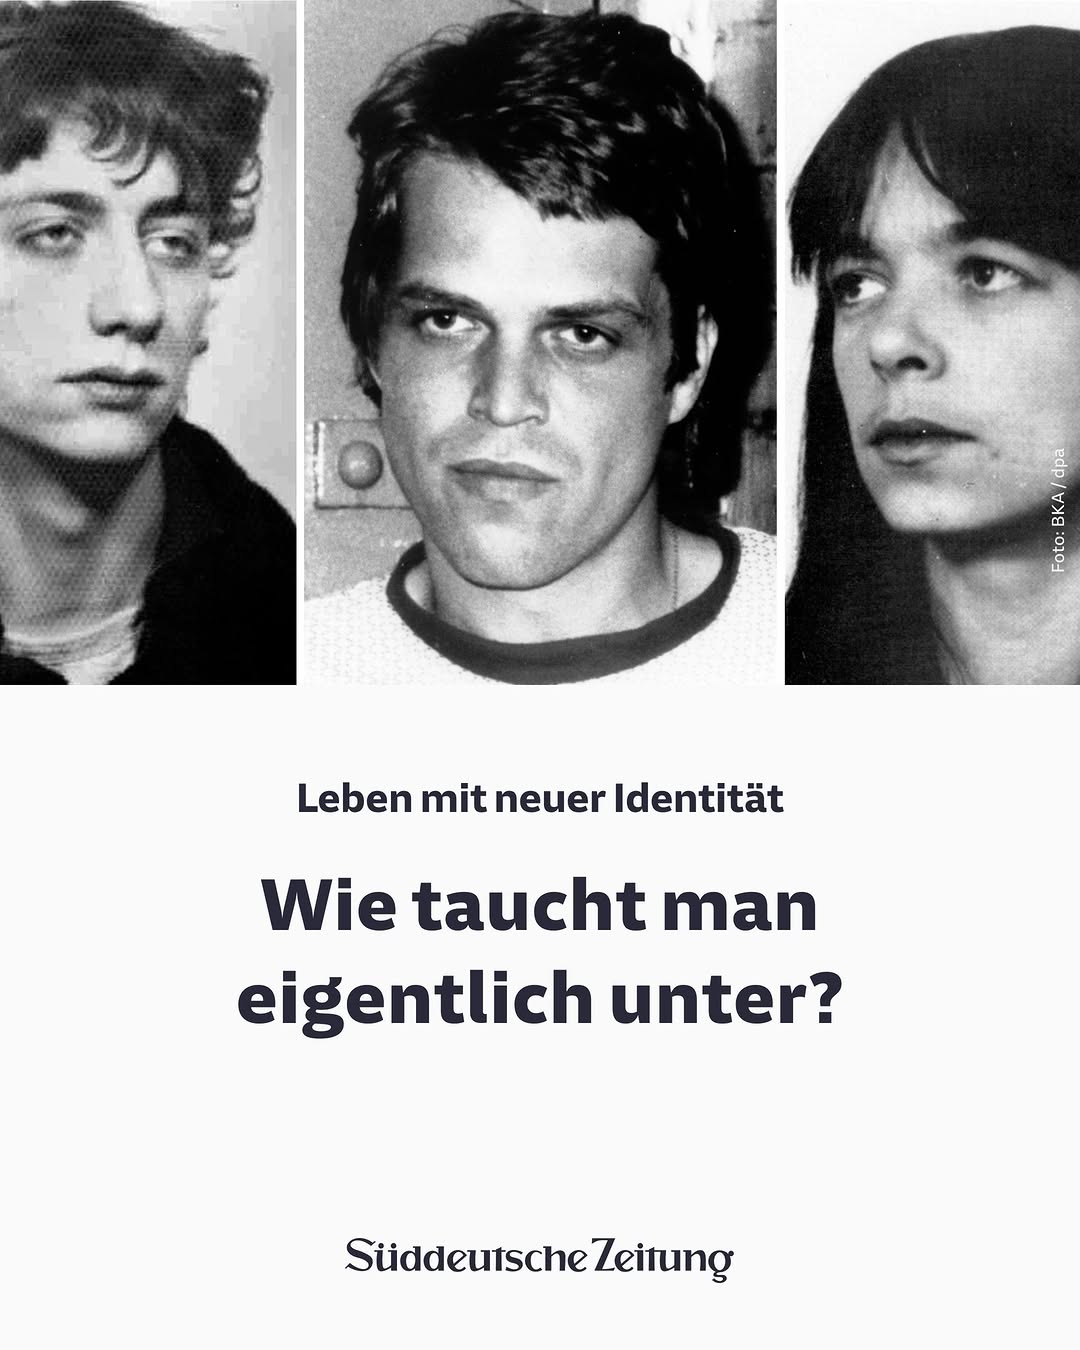 Foto: BKA / dpa
Leben mit neuer Identität
Wie taucht man
eigentlich unter?
Süddeutsche Zeitung